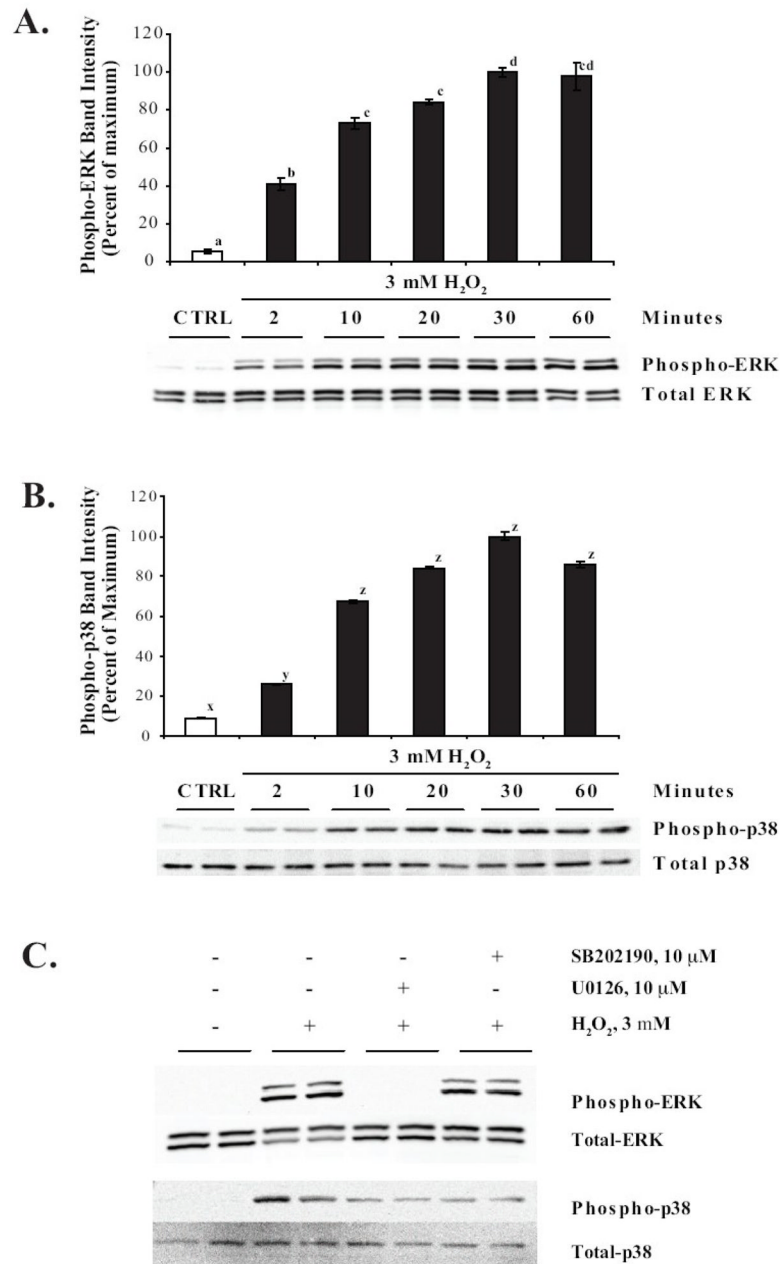 A.
Phospho-ERK Band Intensity
(Percent of maximum)
120
100
80
60
40
20
0
a
b
c
c
d
cd
3 mM H₂O₂
CTRL 2 10 20 30 60 Minutes
Phospho-ERK
Total ERK
B.
Phospho-p38 Band Intensity
(Percent of Maximum)
120
100
80
60
40
20
0
x
y
z
z
z
z
3 mM H₂O₂
CTRL 2 10 20 30 60 Minutes
Phospho-p38
Total p38
C.
- - - + SB202190, 10 µM
- - + - U0126, 10 µM
- + + + H₂O₂, 3 mM
Phospho-ERK
Total-ERK
Phospho-p38
Total-p38